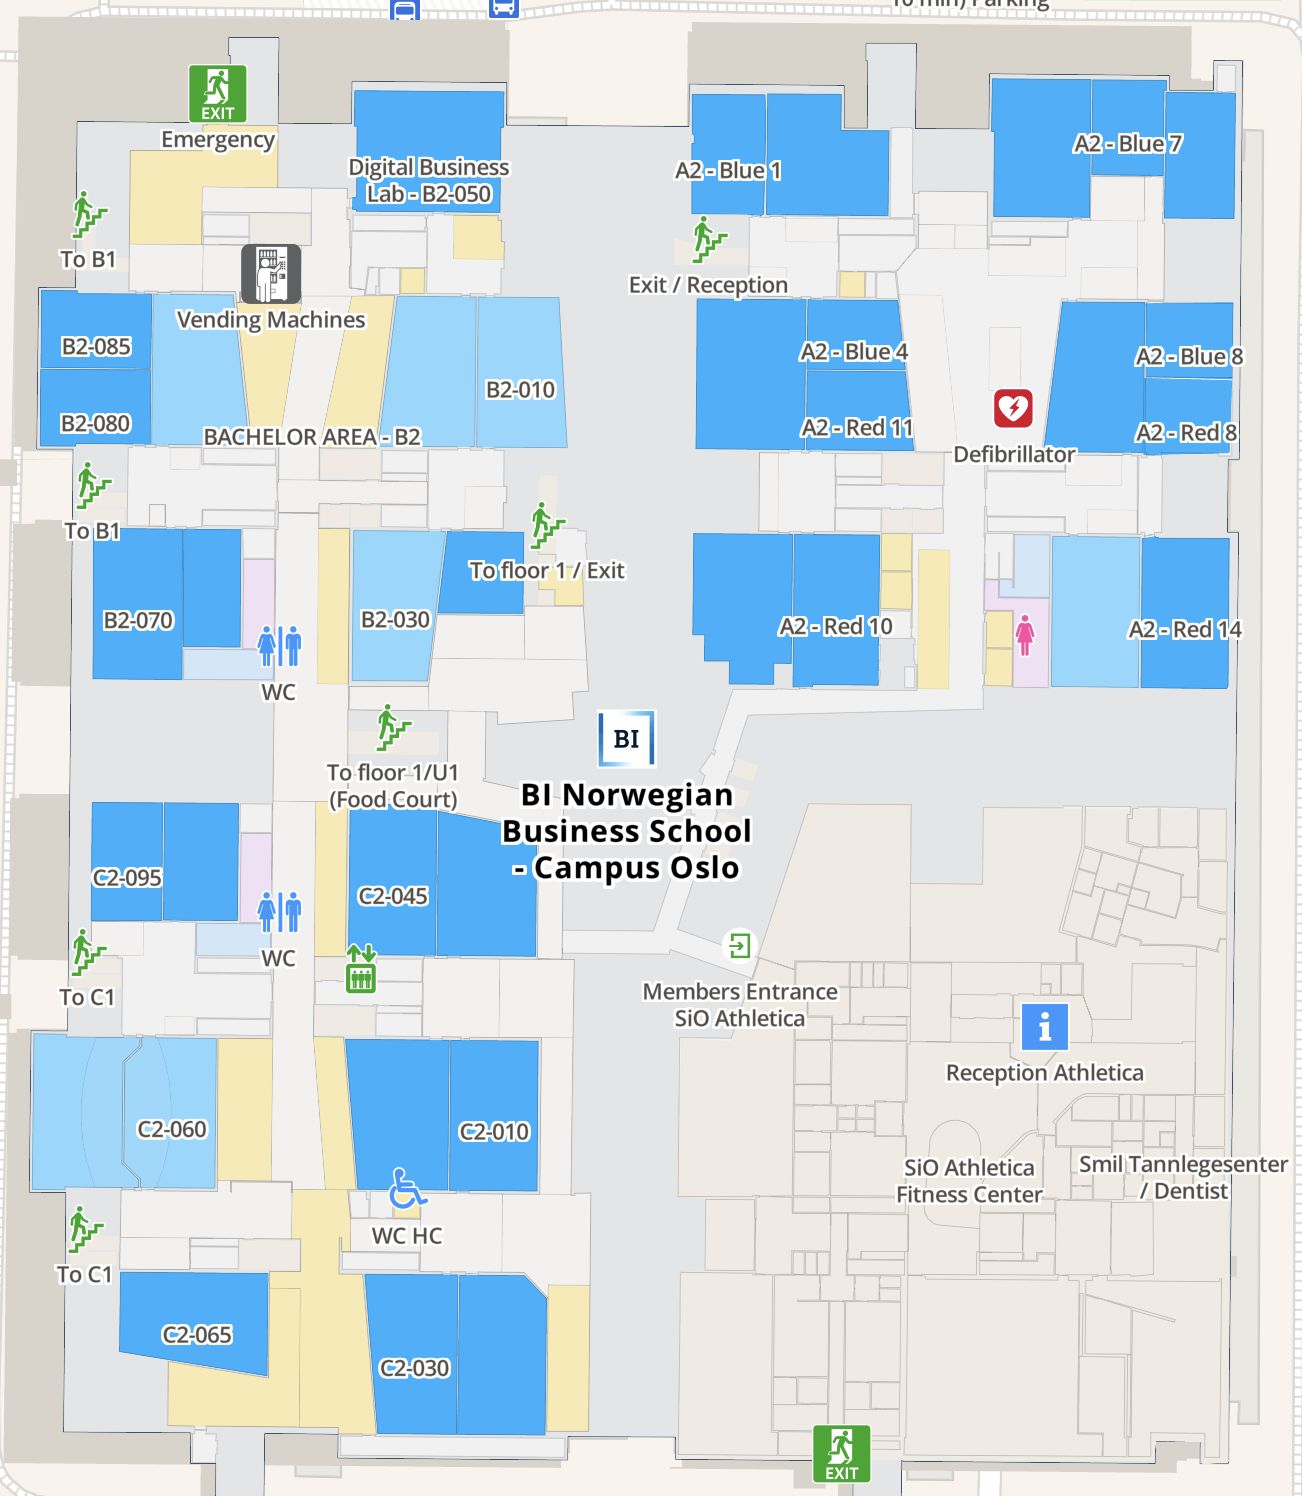 10 min) Parking
EXIT
Emergency
Digital Business
Lab - B2-050
A2 - Blue 1
A2 - Blue 7
To B1
Exit / Reception
Vending Machines
B2-085
B2-080
B2-010
A2 - Blue 4
A2 - Blue 8
A2 - Red 11
A2 - Red 8
BACHELOR AREA - B2
Defibrillator
To B1
To floor 1 / Exit
B2-070
B2-030
A2 - Red 10
A2 - Red 14
WC
BI
To floor 1/U1
(Food Court)
BI Norwegian
Business School
- Campus Oslo
C2-095
C2-045
WC
To C1
Members Entrance
SiO Athletica
i
Reception Athletica
C2-060
C2-010
SiO Athletica
Fitness Center
Smil Tannlegesenter
/ Dentist
WC HC
To C1
C2-065
C2-030
EXIT